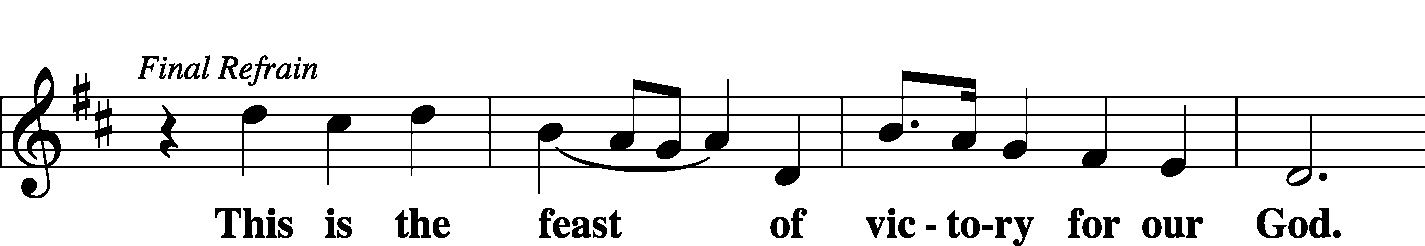 Final Refrain
This is the feast of vic - to-ry for our God.